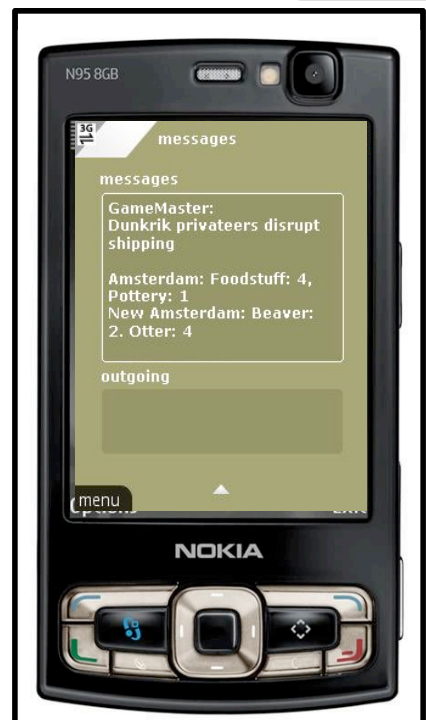 N95 8GB
3G
messages
messages
GameMaster:
Dunkrik privateers disrupt
shipping
Amsterdam: Foodstuff: 4,
Pottery: 1
New Amsterdam: Beaver:
2. Otter: 4
outgoing
menu
NOKIA